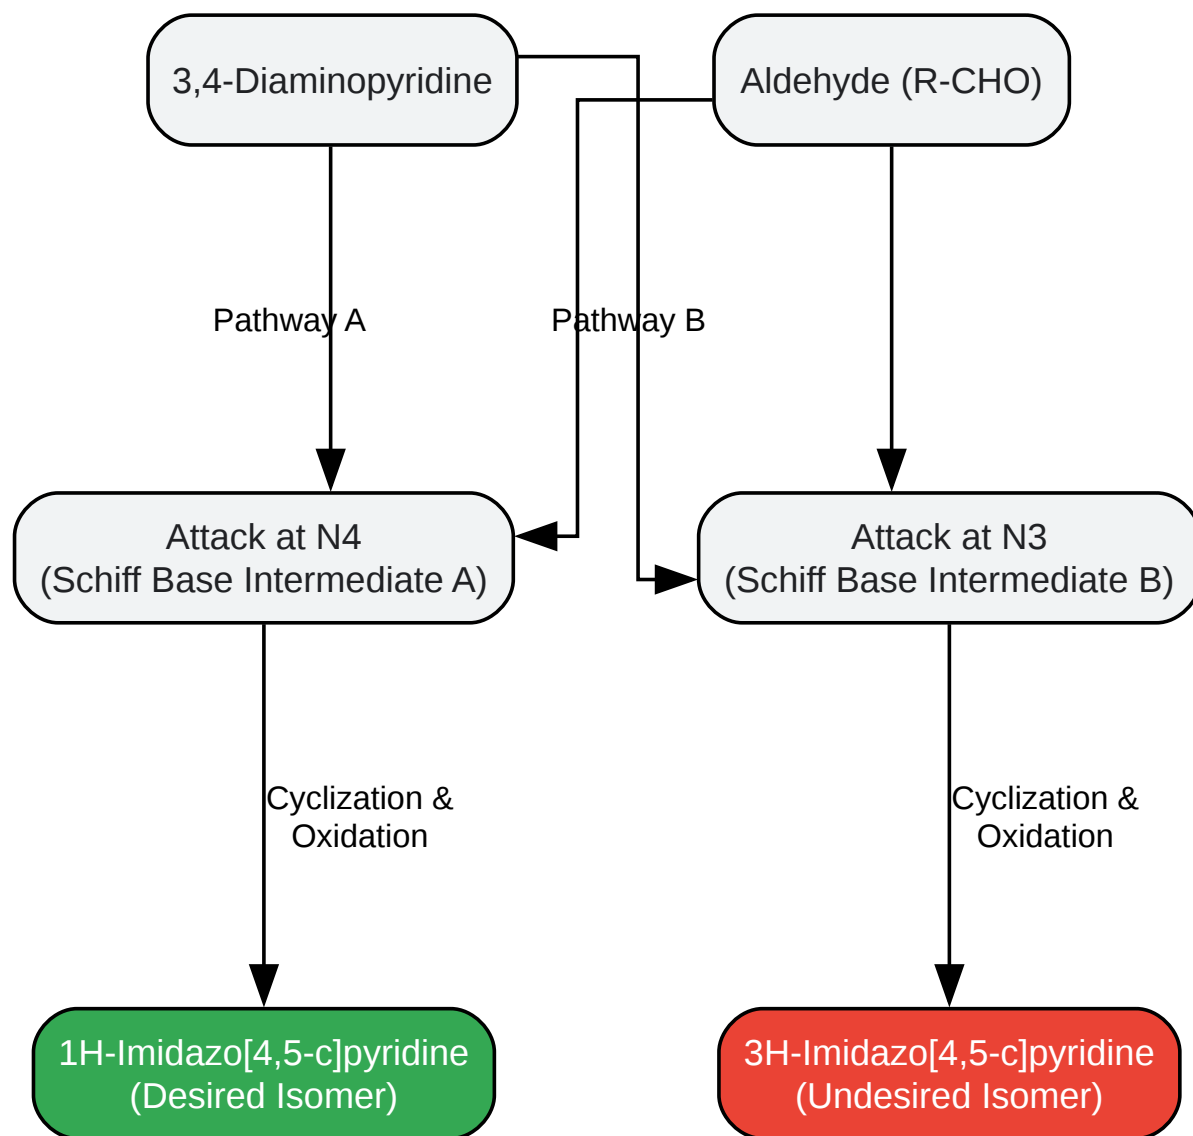 3,4-Diaminopyridine
Aldehyde (R-CHO)
Pathway A
Pathway B
Attack at N4
(Schiff Base Intermediate A)
Attack at N3
(Schiff Base Intermediate B)
Cyclization &
Oxidation
Cyclization &
Oxidation
1H-Imidazo[4,5-c]pyridine
(Desired Isomer)
3H-Imidazo[4,5-c]pyridine
(Undesired Isomer)